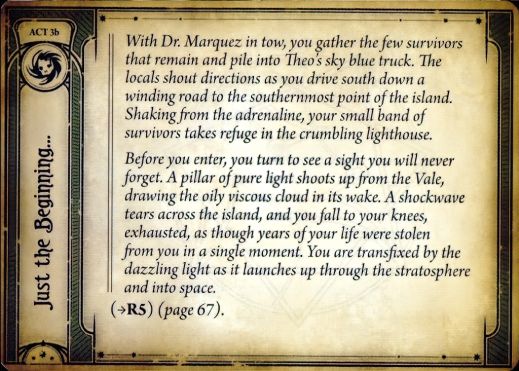 ACT 3b
Just the Beginning...
With Dr. Marquez in tow, you gather the few survivors
that remain and pile into Theo's sky blue truck. The
locals shout directions as you drive south down a
winding road to the southernmost point of the island.
Shaking from the adrenaline, your small band of
survivors takes refuge in the crumbling lighthouse.
Before you enter, you turn to see a sight you will never
forget. A pillar of pure light shoots up from the Vale,
drawing the oily viscous cloud in its wake. A shockwave
tears across the island, and you fall to your knees,
exhausted, as though years of your life were stolen
from you in a single moment. You are transfixed by the
dazzling light as it launches up through the stratosphere
and into space.
(→R5) (page 67).